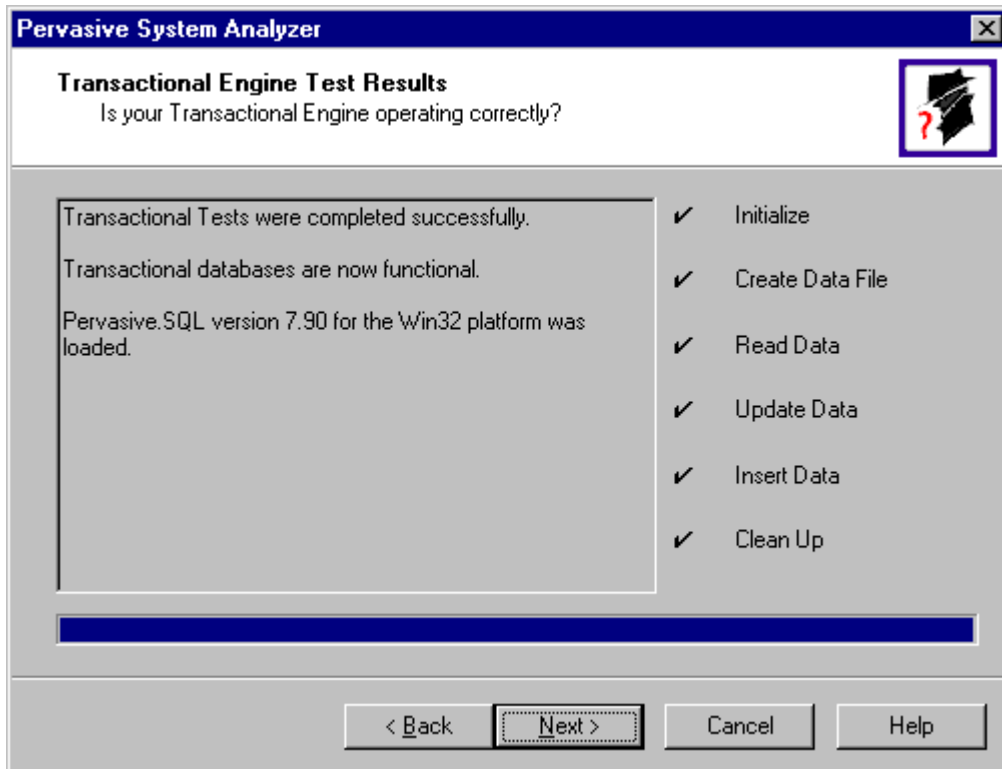 Pervasive System Analyzer
Transactional Engine Test Results
Is your Transactional Engine operating correctly?
?
Transactional Tests were completed successfully.
Transactional databases are now functional.
Pervasive.SQL version 7.90 for the Win32 platform was
loaded.
Initialize
Create Data File
Read Data
Update Data
Insert Data
Clean Up
< Back
Next >
Cancel
Help